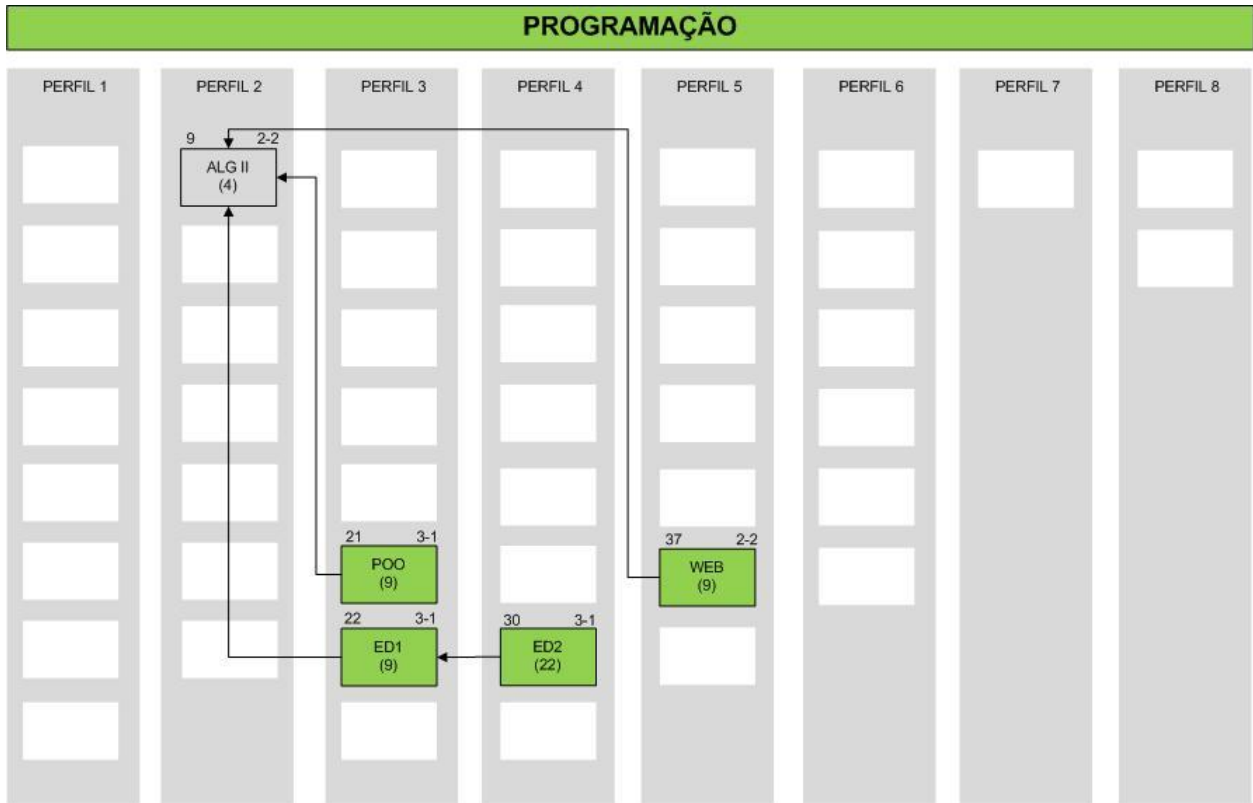 PROGRAMAÇÃO
PERFIL 1 PERFIL 2 PERFIL 3 PERFIL 4 PERFIL 5 PERFIL 6 PERFIL 7 PERFIL 8
9 2-2
ALG II
(4)
21 3-1
POO
(9)
37 2-2
WEB
(9)
22 3-1
ED1
(9)
30 3-1
ED2
(22)